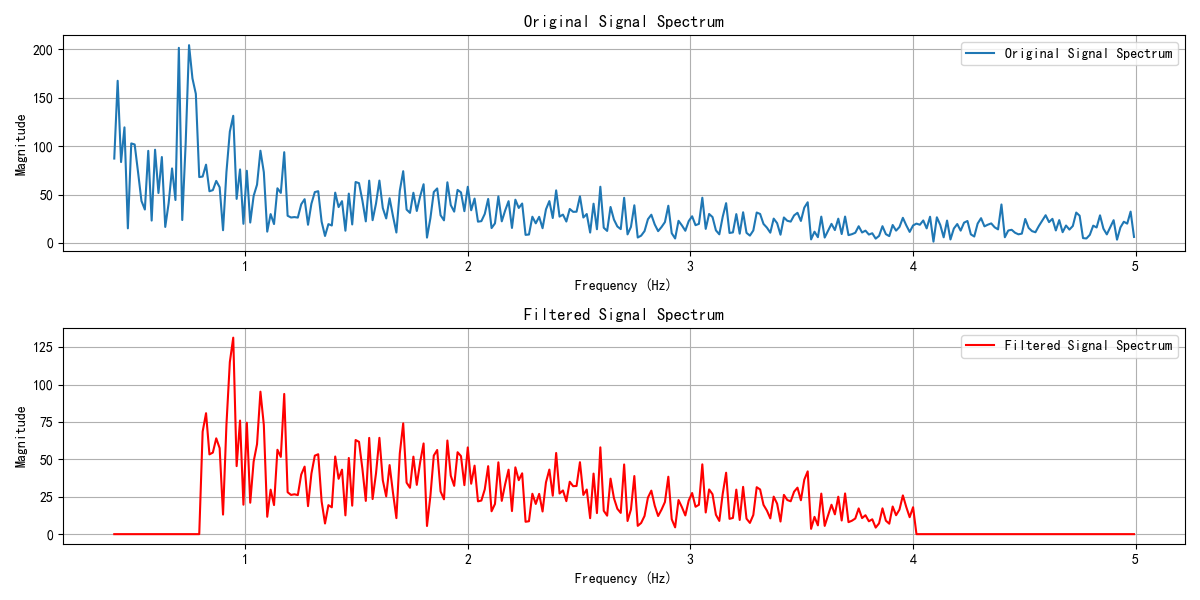 Original Signal Spectrum
200
150
100
50
0
Magnitude
Original Signal Spectrum
1 2 3 4 5
Frequency (Hz)
Filtered Signal Spectrum
125
100
75
50
25
0
Magnitude
Filtered Signal Spectrum
1 2 3 4 5
Frequency (Hz)